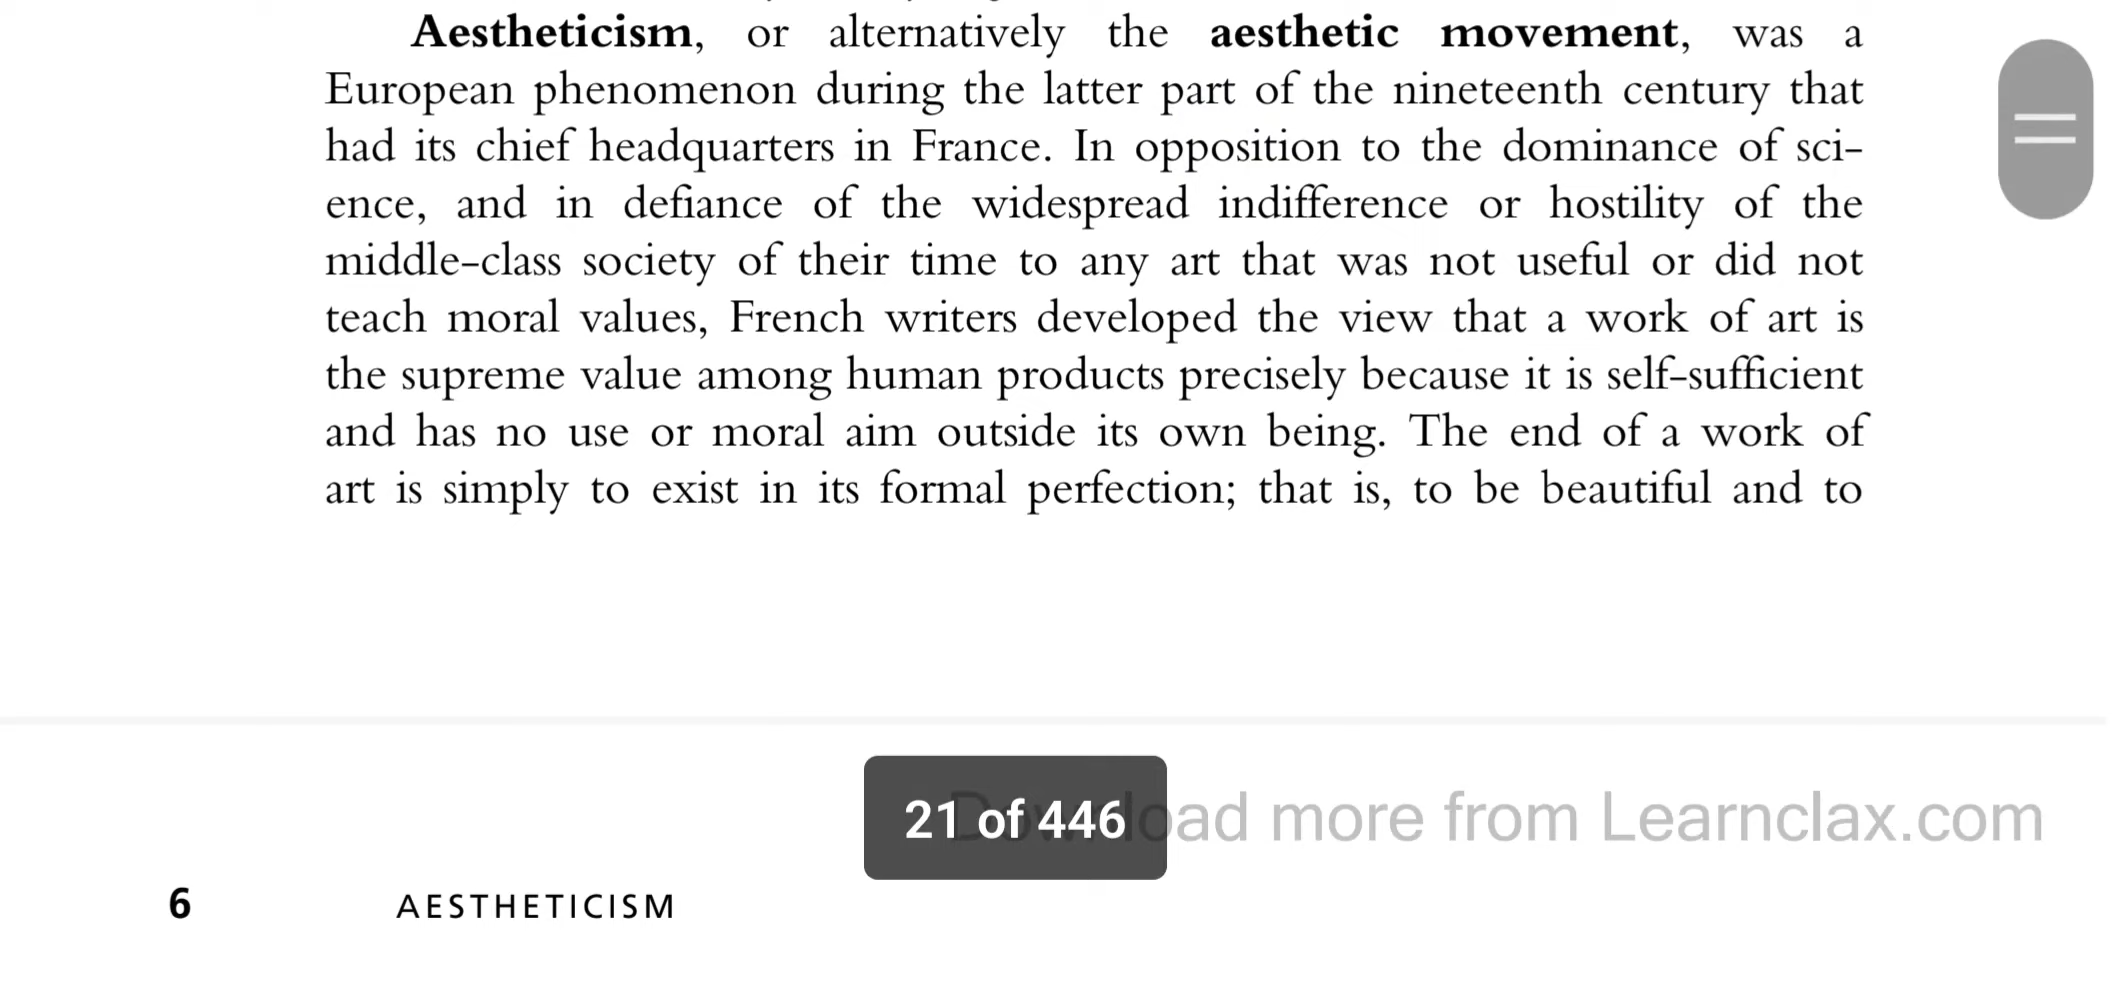 Aestheticism, or alternatively the aesthetic movement, was a
European phenomenon during the latter part of the nineteenth century that
had its chief headquarters in France. In opposition to the dominance of sci-
ence, and in defiance of the widespread indifference or hostility of the
middle-class society of their time to any art that was not useful or did not
teach moral values, French writers developed the view that a work of art is
the supreme value among human products precisely because it is self-sufficient
and has no use or moral aim outside its own being. The end of a work of
art is simply to exist in its formal perfection; that is, to be beautiful and to
21 of 446
Download more from Learnclax.com
6 AESTHETICISM